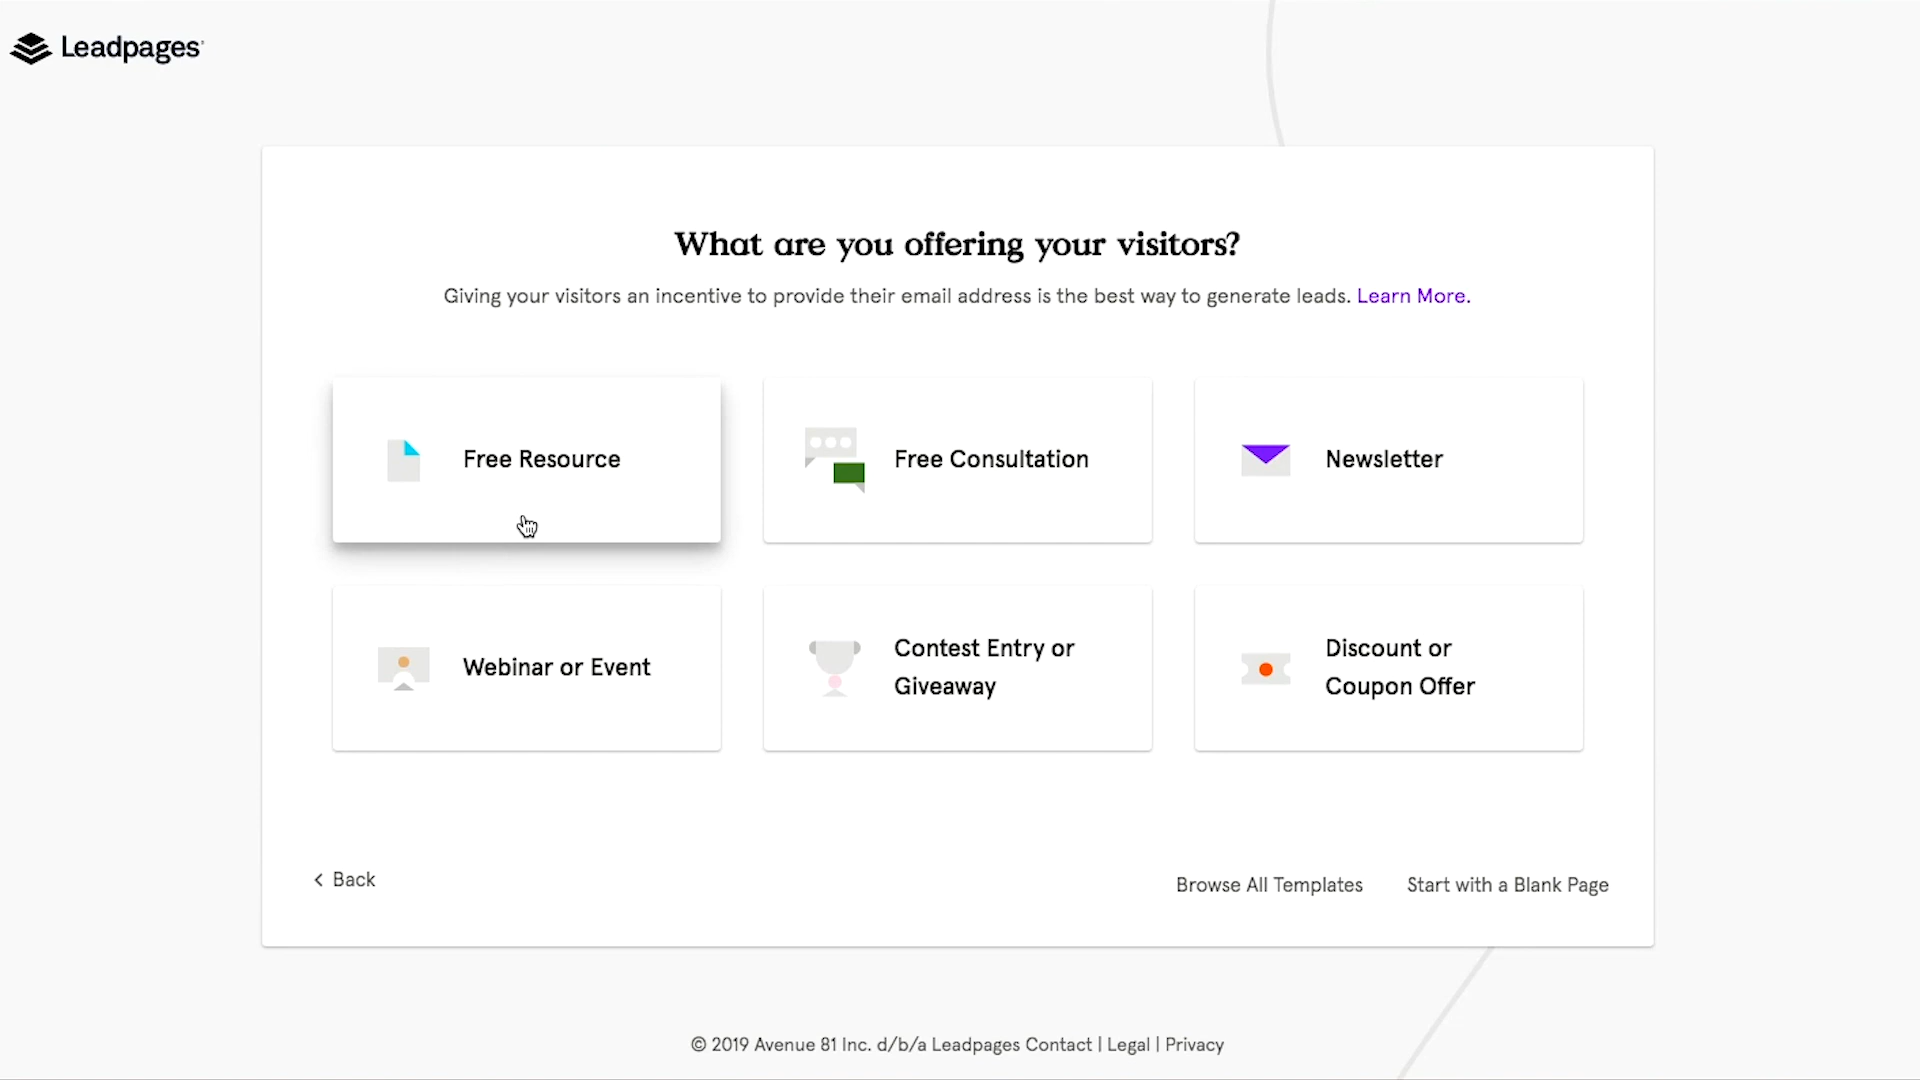 Leadpages
What are you offering your visitors?
Giving your visitors an incentive to provide their email address is the best way to generate leads. Learn More.
Free Resource
Free Consultation
Newsletter
Webinar or Event
Contest Entry or
Giveaway
Discount or
Coupon Offer
Back
Browse All Templates
Start with a Blank Page
© 2019 Avenue 81 Inc. d/b/a Leadpages Contact | Legal | Privacy